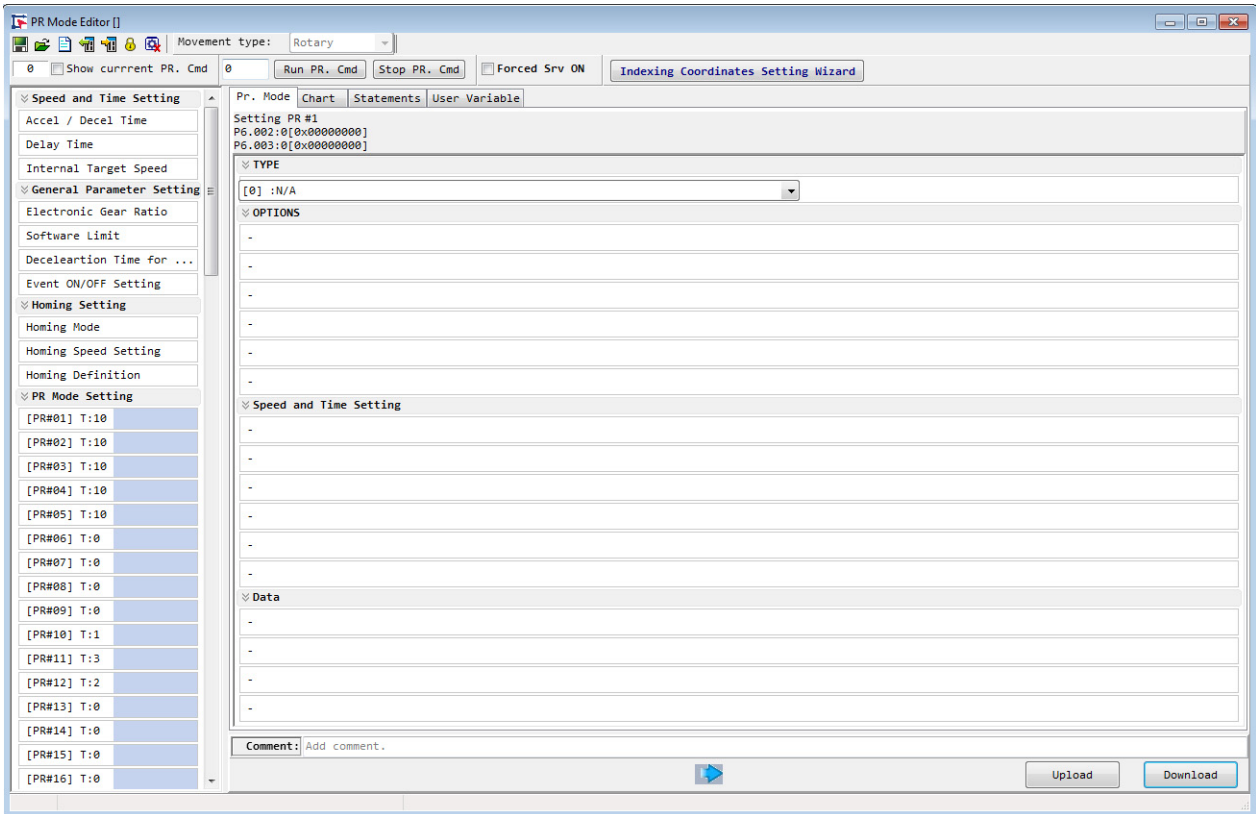 PR Mode Editor []
Movement type: Rotary
0 Show currrent PR. Cmd 0 Run PR. Cmd Stop PR. Cmd Forced Srv ON Indexing Coordinates Setting Wizard
Speed and Time Setting
Accel / Decel Time
Delay Time
Internal Target Speed
General Parameter Setting
Electronic Gear Ratio
Software Limit
Deceleartion Time for ...
Event ON/OFF Setting
Homing Setting
Homing Mode
Homing Speed Setting
Homing Definition
PR Mode Setting
[PR#01] T:10
[PR#02] T:10
[PR#03] T:10
[PR#04] T:10
[PR#05] T:10
[PR#06] T:0
[PR#07] T:0
[PR#08] T:0
[PR#09] T:0
[PR#10] T:1
[PR#11] T:3
[PR#12] T:2
[PR#13] T:0
[PR#14] T:0
[PR#15] T:0
[PR#16] T:0
Pr. Mode Chart Statements User Variable
Setting PR #1
P6.002:0[0x00000000]
P6.003:0[0x00000000]
TYPE
[0] :N/A
OPTIONS
-
-
-
-
-
-
Speed and Time Setting
-
-
-
-
-
-
Data
-
-
-
-
Comment: Add comment.
Upload Download